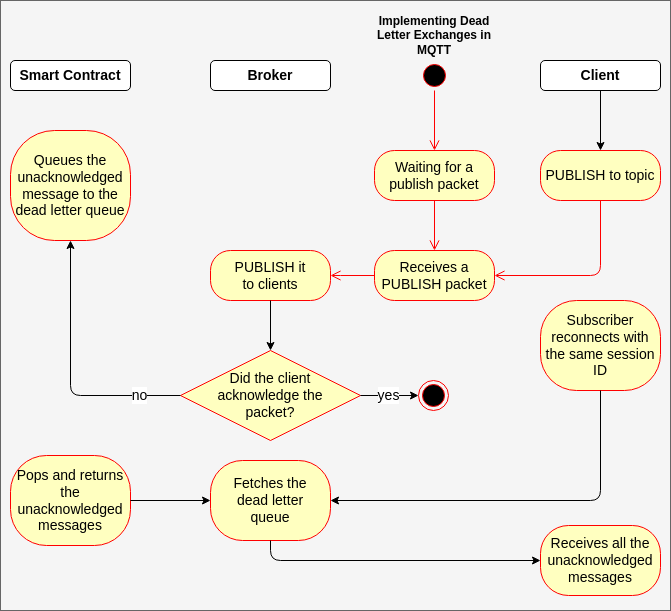 Implementing Dead
Letter Exchanges in
MQTT
Smart Contract
Broker
Client
Queues the
unacknowledged
message to the
dead letter queue
Waiting for a
publish packet
PUBLISH to topic
PUBLISH it
to clients
Receives a
PUBLISH packet
Subscriber
reconnects with
the same session
ID
Did the client
acknowledge the
packet?
no
yes
Pops and returns
the
unacknowledged
messages
Fetches the
dead letter
queue
Receives all the
unacknowledged
messages